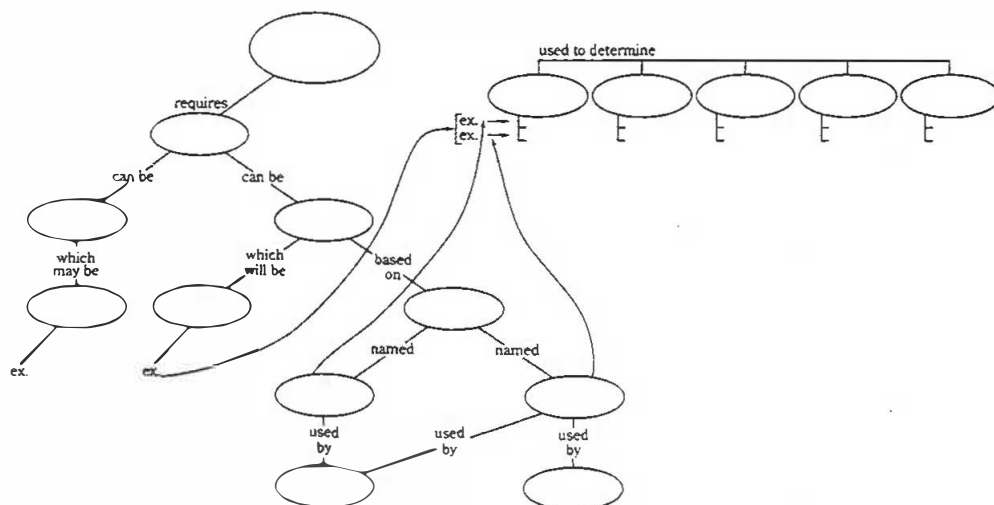 used to determine
requires
[ex.
[ex.
can be
can be
which
may be
which
will be
based
on
named
named
ex.
ex.
used
by
used
by
used
by